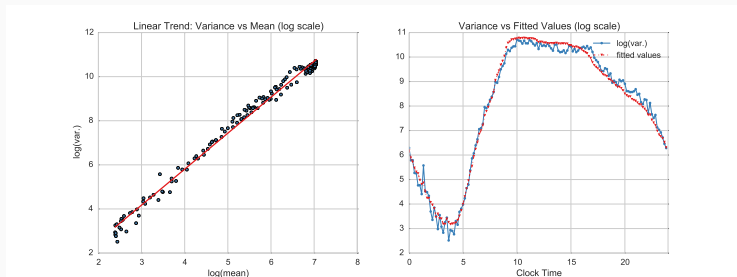 Linear Trend: Variance vs Mean (log scale)
12
10
8
6
4
2
log(var.)
2 3 4 5 6 7 8
log(mean)
Variance vs Fitted Values (log scale)
11
10
9
8
7
6
5
4
3
2
log(var.)
fitted values
0 5 10 15 20
Clock Time